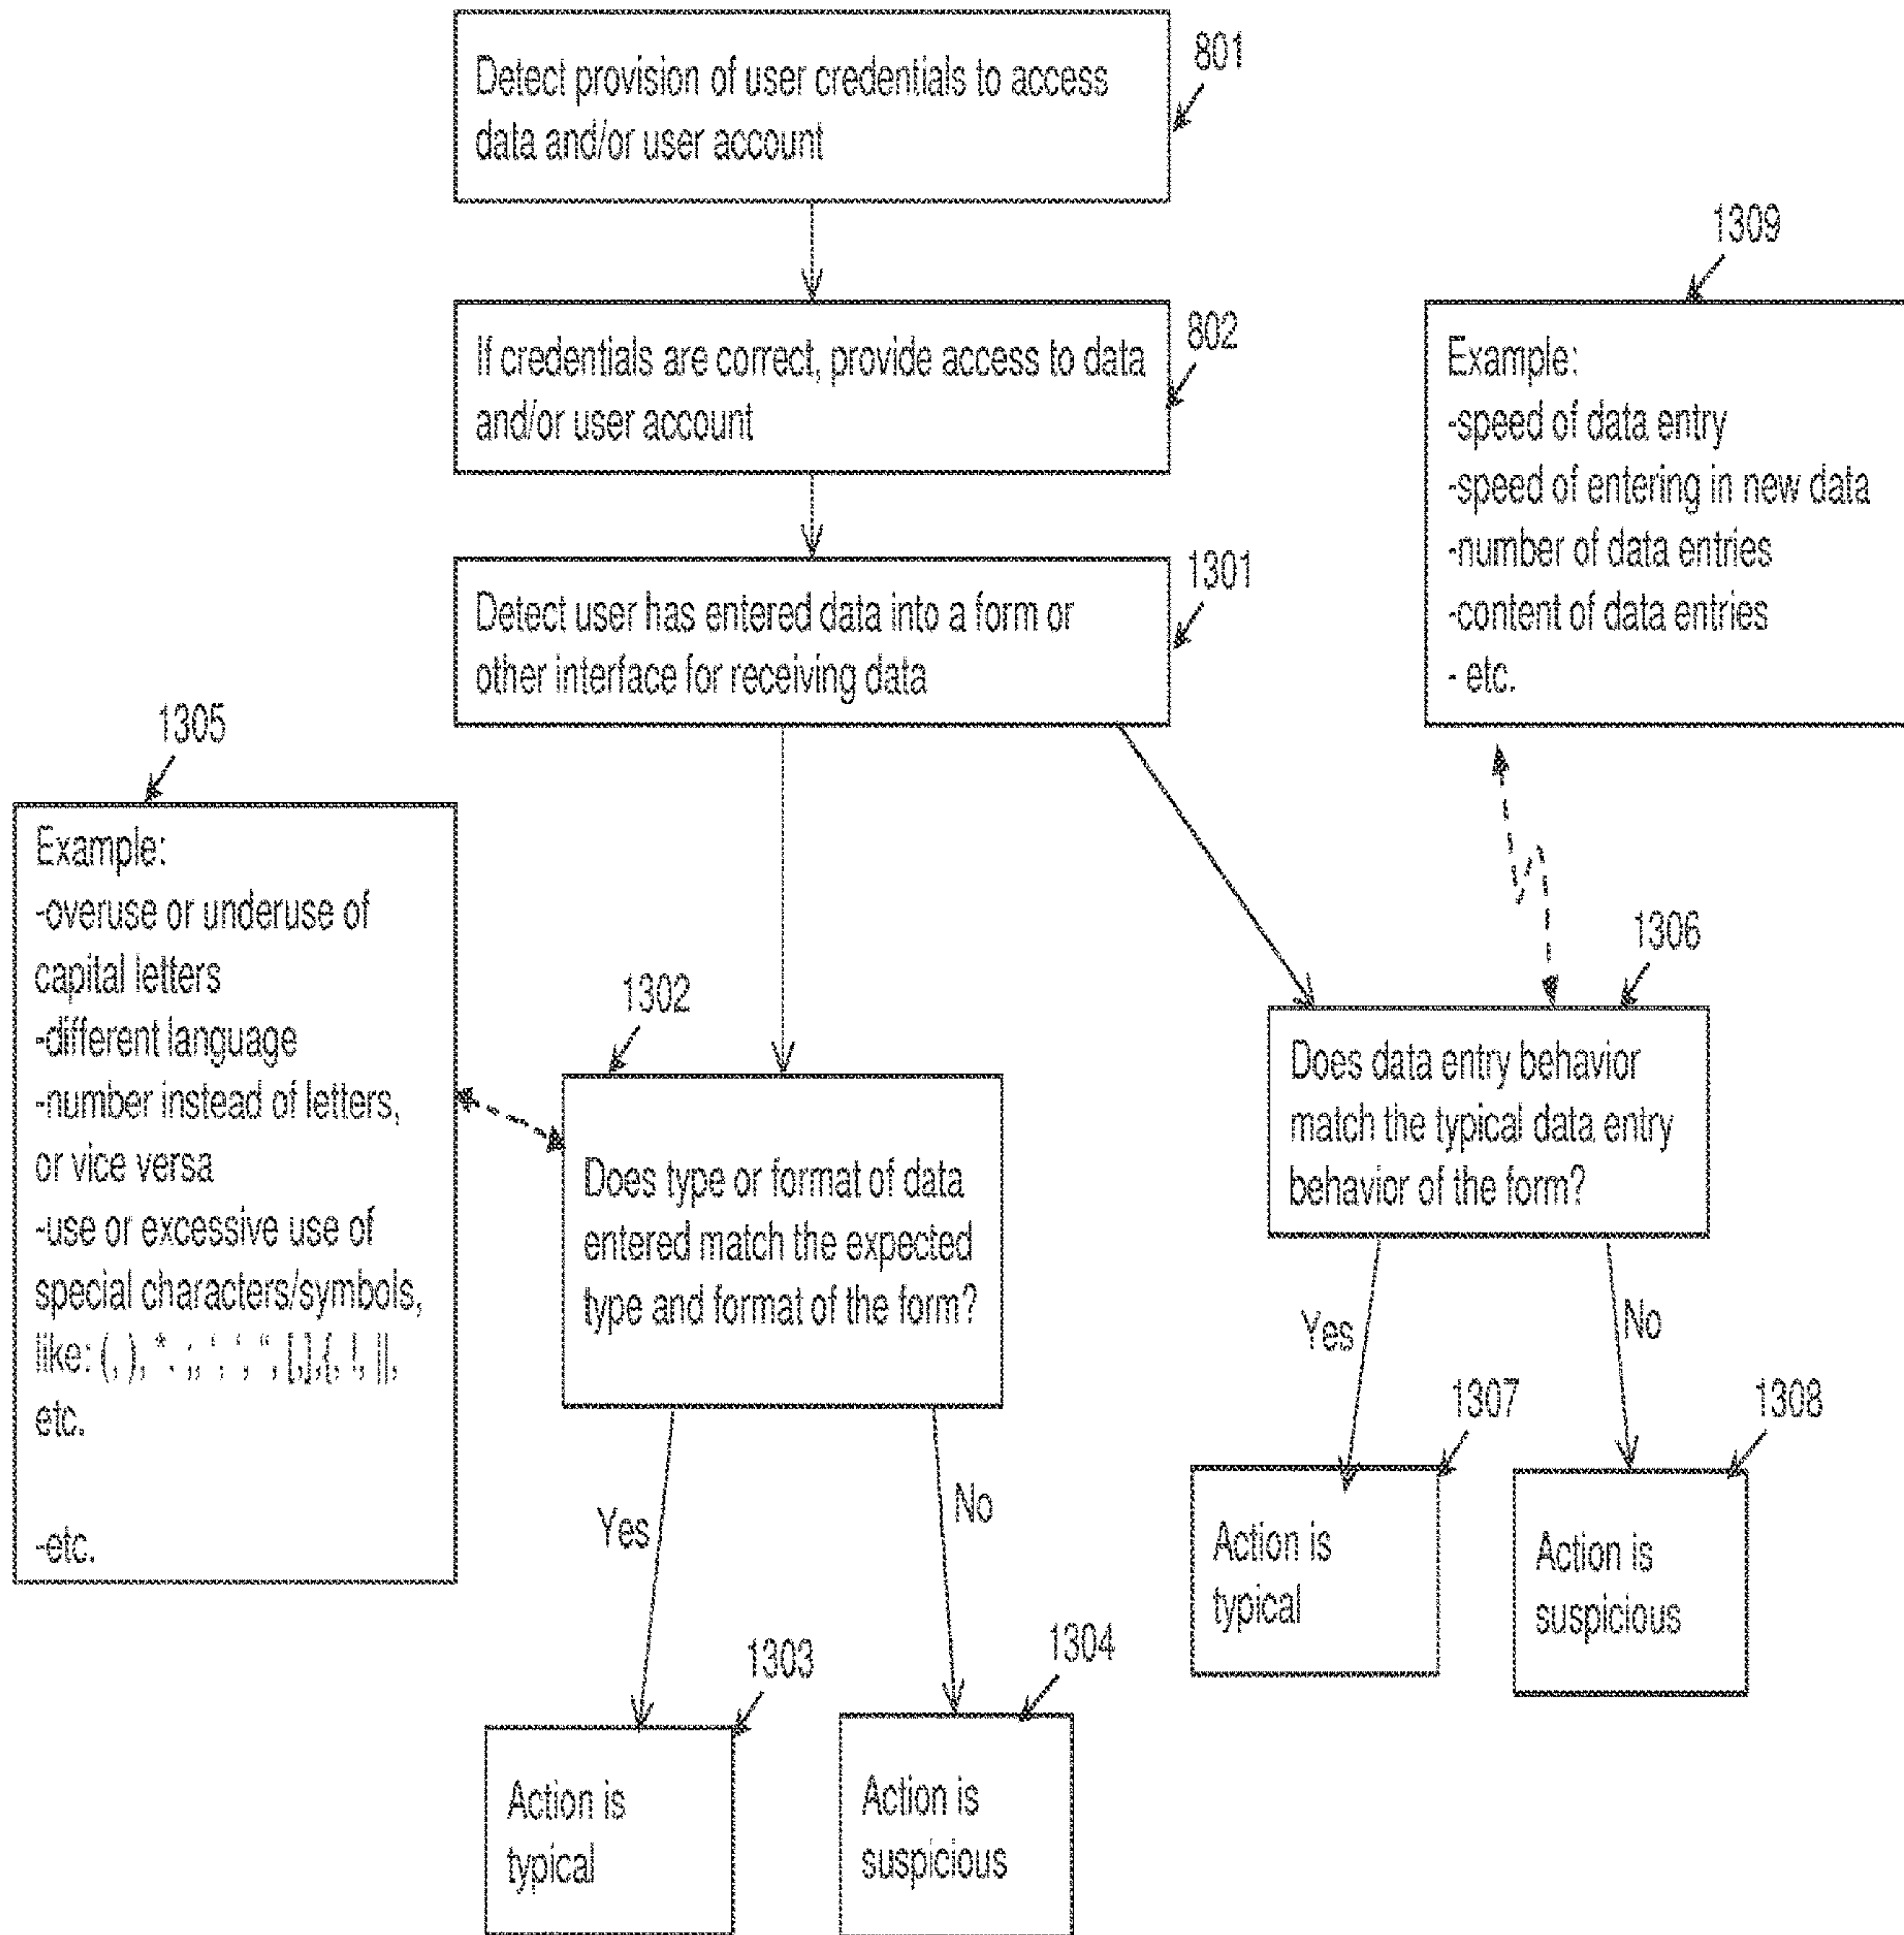 Detect provision of user credentials to access
data and/or user account
801
If credentials are correct, provide access to data
and/or user account
802
1309
Example:
-speed of data entry
-speed of entering in new data
-number of data entries
-content of data entries
- etc.
Detect user has entered data into a form or
other interface for receiving data
1301
1305
Example:
-overuse or underuse of
capital letters
-different language
-number instead of letters,
or vice versa
-use or excessive use of
special characters/symbols,
like: (, ), *,
etc.
-etc.
1302
Does type or format of data
entered match the expected
type and format of the form?
1306
Does data entry behavior
match the typical data entry
behavior of the form?
Yes
No
1307
Action is
typical
1308
Action is
suspicious
Yes
No
1303
Action is
typical
1304
Action is
suspicious